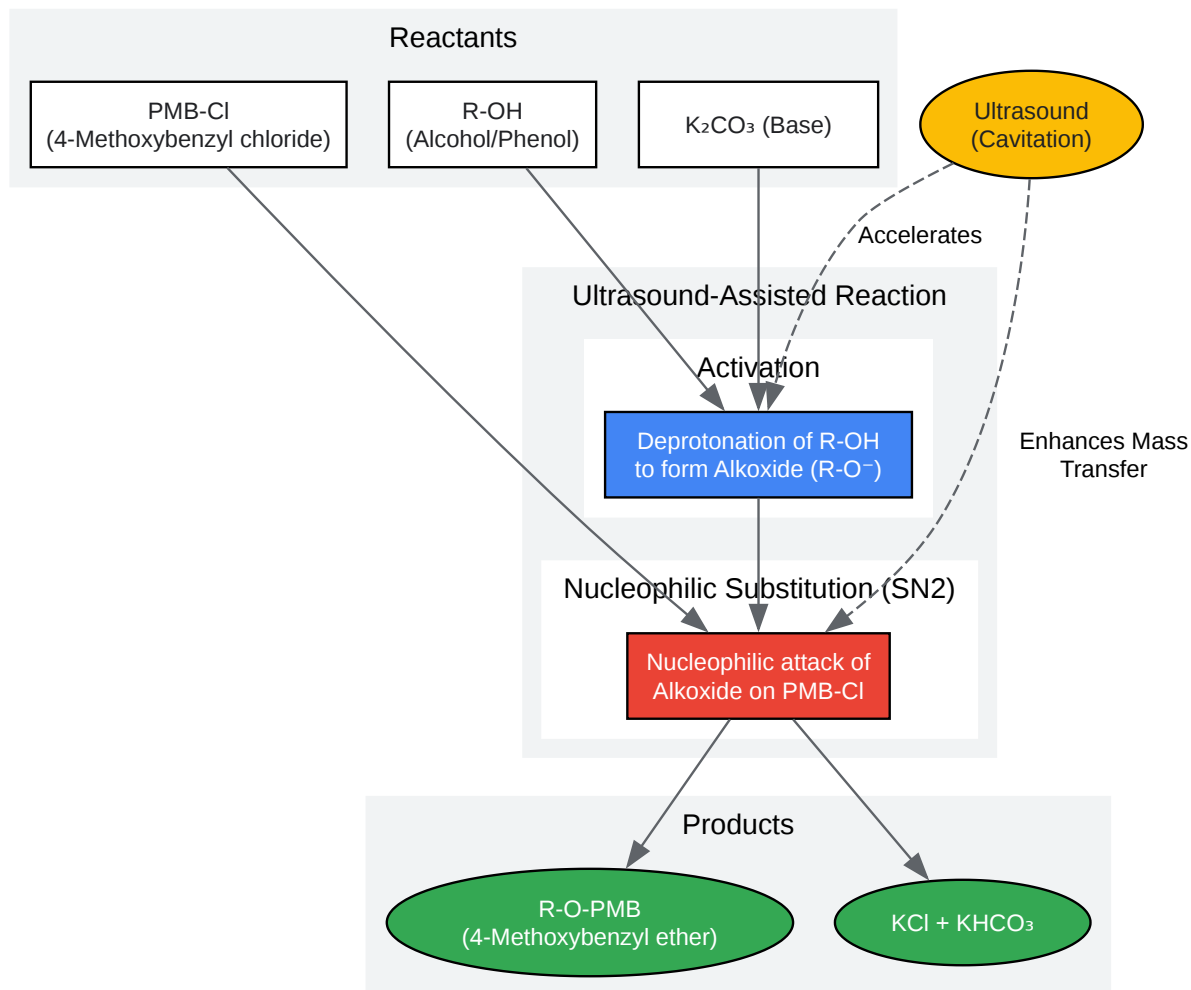 Reactants
PMB-Cl
(4-Methoxybenzyl chloride)
R-OH
(Alcohol/Phenol)
K₂CO₃ (Base)
Ultrasound
(Cavitation)
Accelerates
Ultrasound-Assisted Reaction
Activation
Deprotonation of R-OH
to form Alkoxide (R-O⁻)
Enhances Mass
Transfer
Nucleophilic Substitution (SN2)
Nucleophilic attack of
Alkoxide on PMB-Cl
Products
R-O-PMB
(4-Methoxybenzyl ether)
KCl + KHCO₃